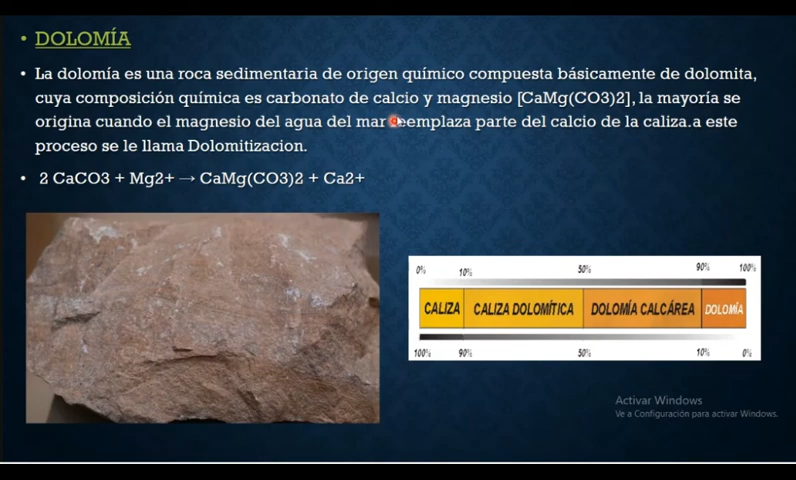 DOLOMÍA
La dolomía es una roca sedimentaria de origen químico compuesta básicamente de dolomita,
cuya composición química es carbonato de calcio y magnesio [CaMg(CO3)2], la mayoría se
origina cuando el magnesio del agua del mar reemplaza parte del calcio de la caliza.a este
proceso se le llama Dolomitizacion.
2 CaCO3 + Mg2+ → CaMg(CO3)2 + Ca2+
0% 10% 50% 90% 100%
CALIZA CALIZA DOLOMÍTICA DOLOMÍA CALCÁREA DOLOMÍA
100% 90% 50% 10% 0%
Activar Windows
Ve a Configuración para activar Windows.